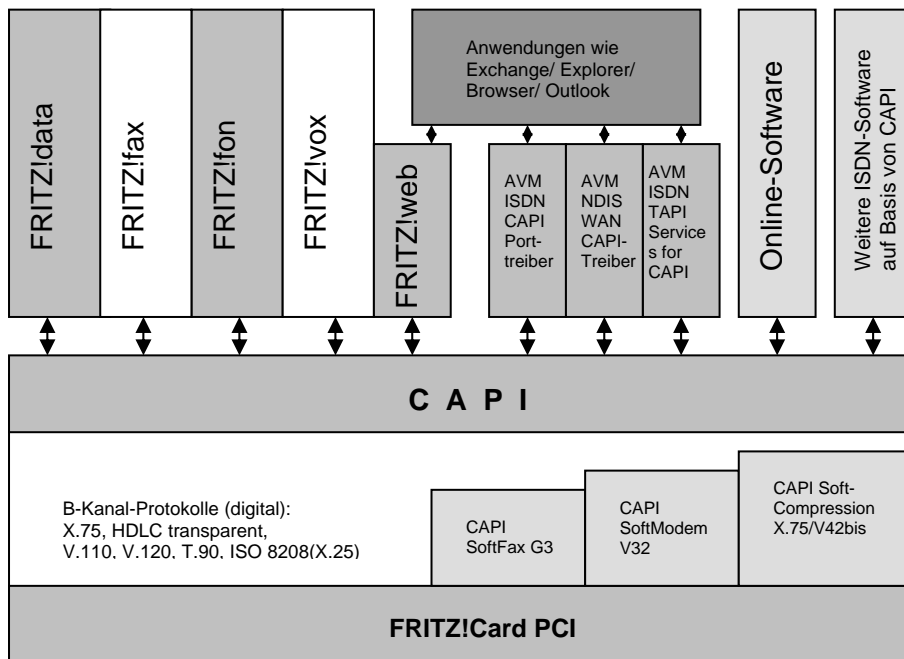 FRITZ!data
FRITZ!fax
FRITZ!fon
FRITZ!vox
FRITZ!web
Anwendungen wie
Exchange/ Explorer/
Browser/ Outlook
AVM
ISDN
CAPI
Port-
treiber
AVM
NDIS
WAN
CAPI-
Treiber
AVM
ISDN
TAPI
Service
s for
CAPI
Online-Software
Weitere ISDN-Software
auf Basis von CAPI
C A P I
B-Kanal-Protokolle (digital):
X.75, HDLC transparent,
V.110, V.120, T.90, ISO 8208(X.25)
CAPI
SoftFax G3
CAPI
SoftModem
V32
CAPI Soft-
Compression
X.75/V42bis
FRITZ!Card PCI